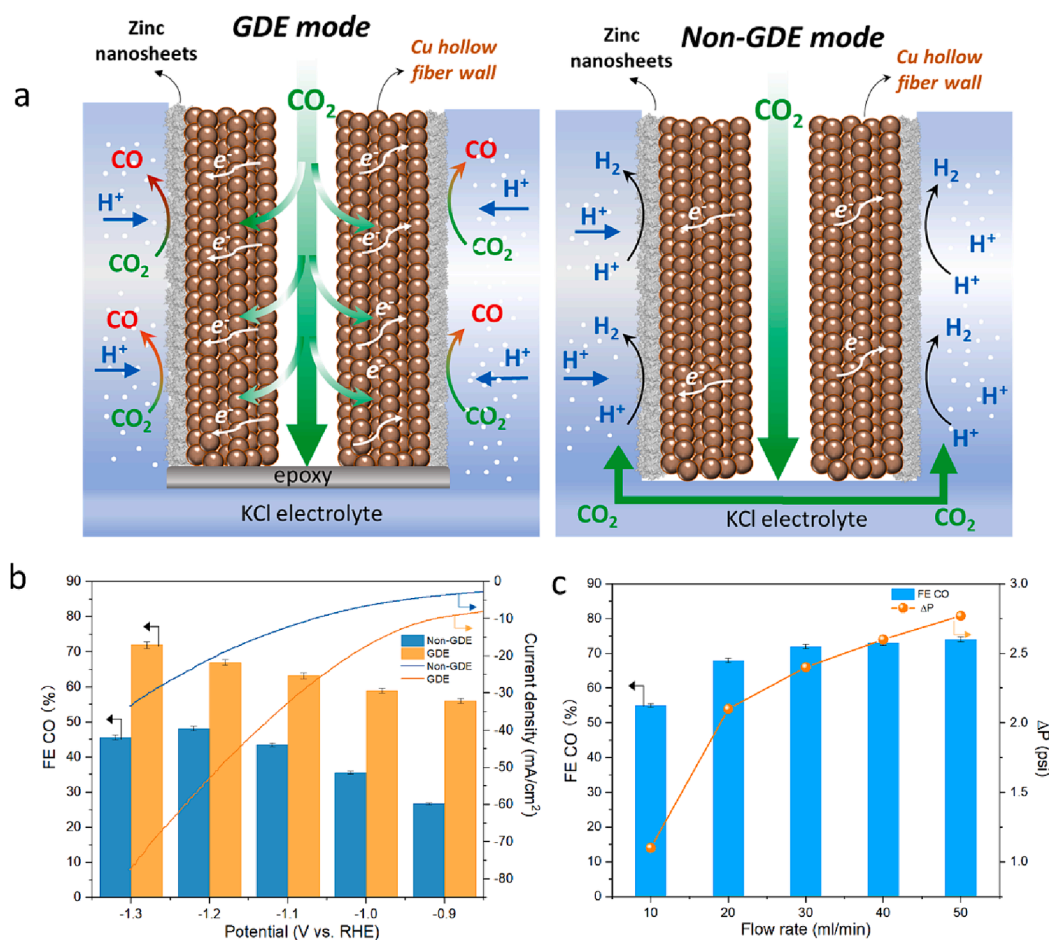 a
GDE mode
Zinc
nanosheets
Cu hollow
fiber wall
CO2
CO
CO
H+
H+
CO2
CO2
CO
CO
H+
H+
CO2
CO2
e-
e-
e-
e-
e-
e-
e-
e-
e-
epoxy
KCl electrolyte
Non-GDE mode
Zinc
nanosheets
Cu hollow
fiber wall
CO2
H2
H2
H+
H+
H+
H+
H2
H2
H+
H+
H+
H+
e-
e-
e-
e-
CO2
KCl electrolyte
CO2
b
FE CO (%)
90
80
70
60
50
40
30
20
10
0
-1.3
-1.2
-1.1
-1.0
-0.9
Potential (V vs. RHE)
Non-GDE
GDE
Non-GDE
GDE
0
-10
-20
-30
-40
-50
-60
-70
-80
Current density (mA/cm2)
c
FE CO (%)
90
80
70
60
50
40
30
20
10
0
10
20
30
40
50
Flow rate (ml/min)
FE CO
ΔP
3.0
2.5
2.0
1.5
1.0
ΔP (psi)